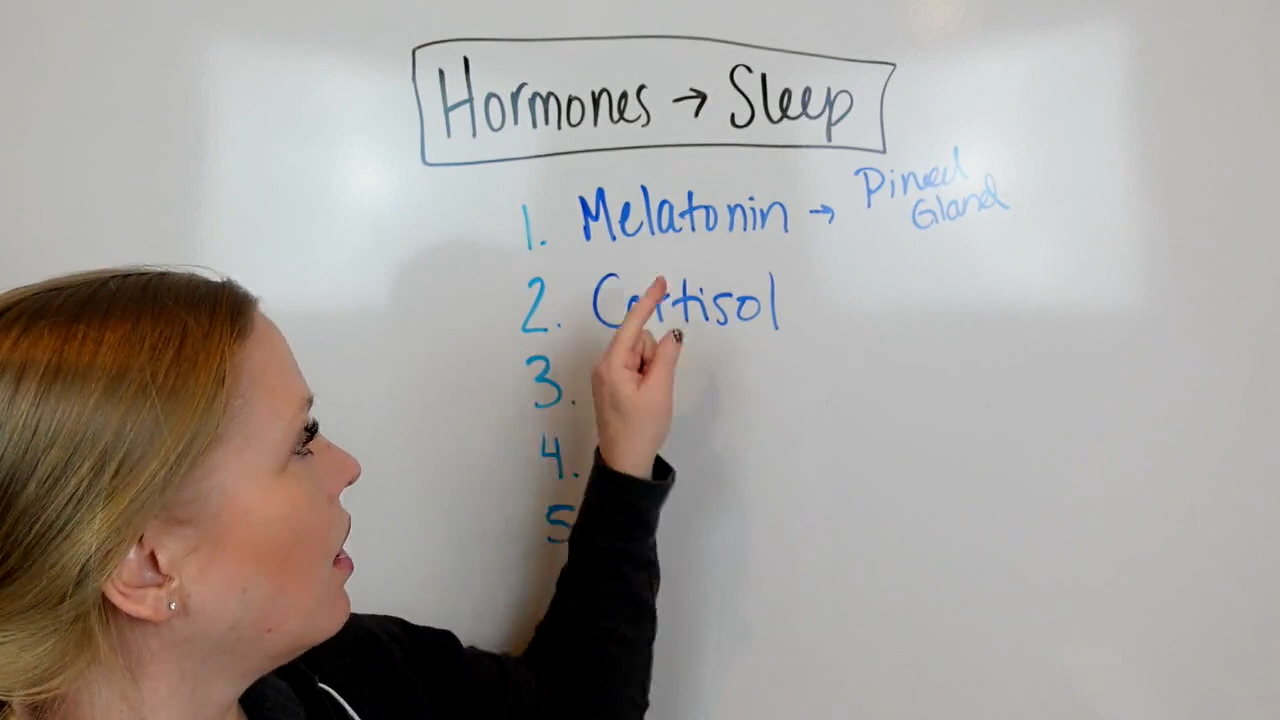 Hormones → Sleep
1. Melatonin → Pineal
Gland
2. Cortisol
3.
4.
5